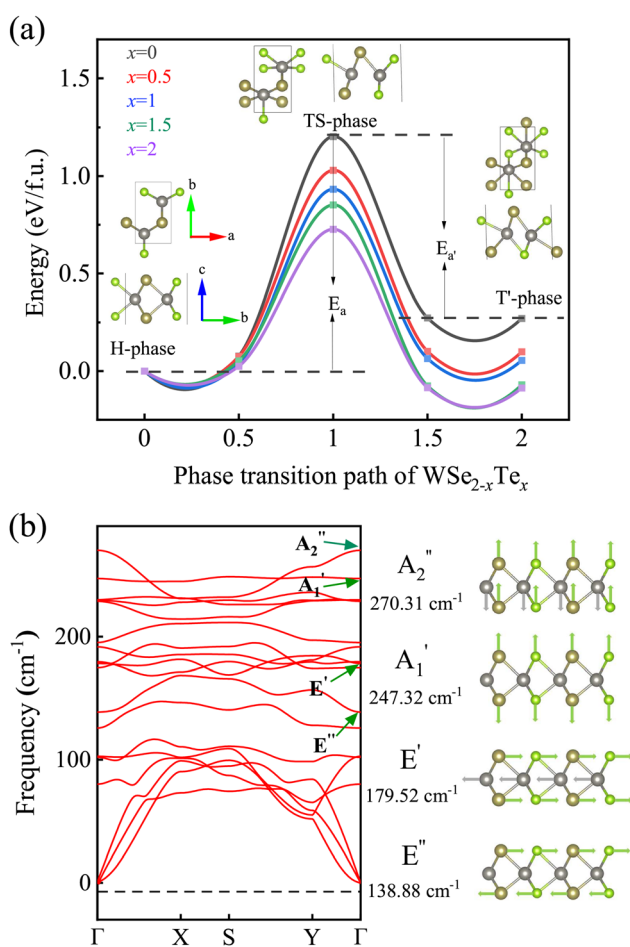 (a)
x=0
x=0.5
x=1
x=1.5
x=2
TS-phase
b
a
c
b
H-phase
Eₐ
Eₐ'
T'-phase
Energy (eV/f.u.)
1.5
1.0
0.5
0.0
0 0.5 1 1.5 2
Phase transition path of WSe₂₋ₓTeₓ
(b)
Frequency (cm⁻¹)
200
100
0
Γ X S Y Γ
A₂''
A₁'
E'
E''
A₂''
270.31 cm⁻¹
A₁'
247.32 cm⁻¹
E'
179.52 cm⁻¹
E''
138.88 cm⁻¹